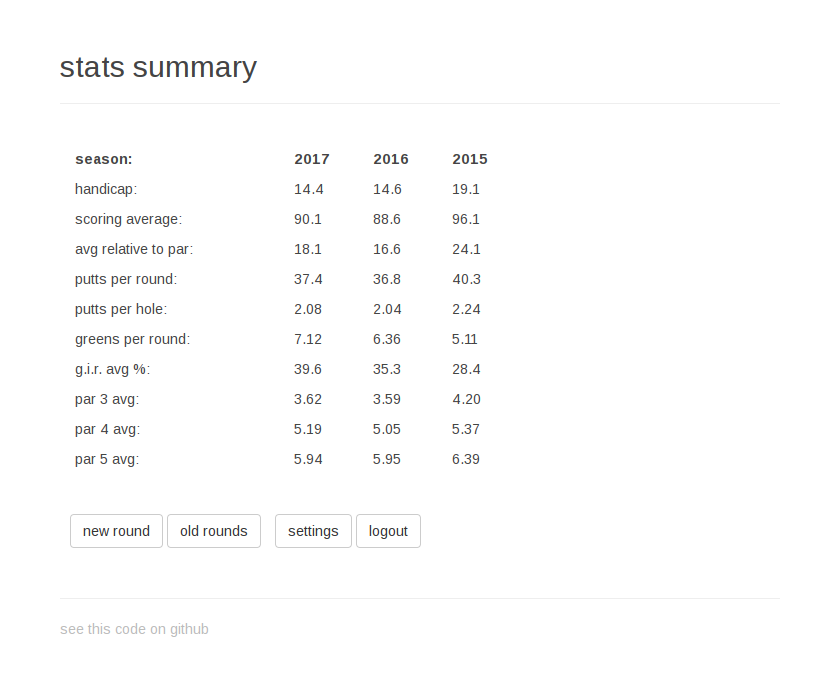 stats summary
season: 2017 2016 2015
handicap: 14.4 14.6 19.1
scoring average: 90.1 88.6 96.1
avg relative to par: 18.1 16.6 24.1
putts per round: 37.4 36.8 40.3
putts per hole: 2.08 2.04 2.24
greens per round: 7.12 6.36 5.11
g.i.r. avg %: 39.6 35.3 28.4
par 3 avg: 3.62 3.59 4.20
par 4 avg: 5.19 5.05 5.37
par 5 avg: 5.94 5.95 6.39
new round old rounds settings logout
see this code on github